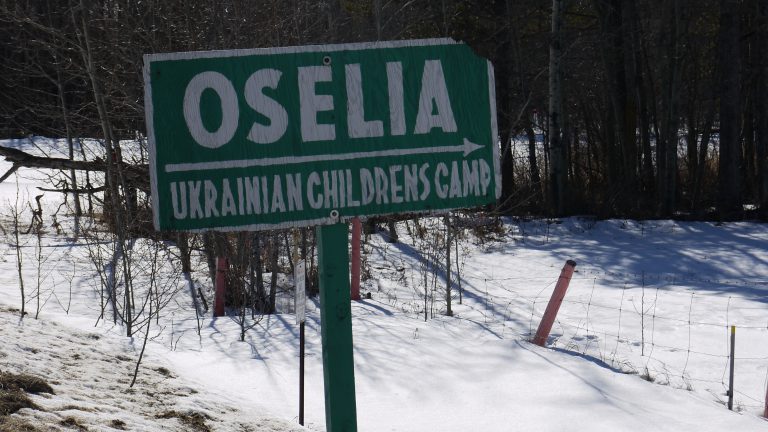 OSELIA
UKRAINIAN CHILDRENS CAMP